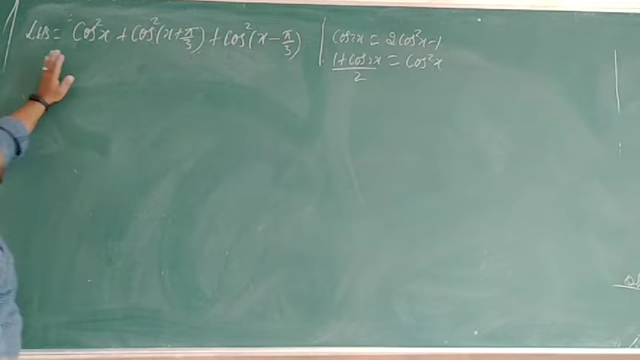 LHS = Cos²x + Cos²(x+π/3) + Cos²(x-π/3)
Cos2x = 2Cos²x-1
1+Cos2x/2 = Cos²x